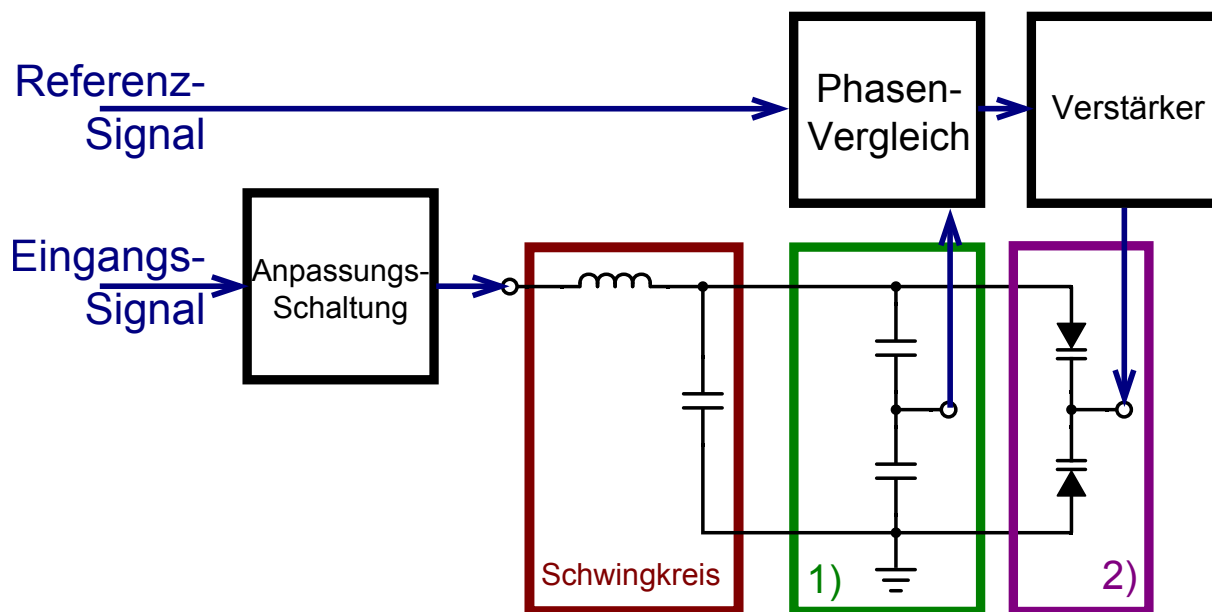 Referenz-
Signal
Phasen-
Vergleich
Verstärker
Eingangs-
Signal
Anpassungs-
Schaltung
Schwingkreis
1)
2)